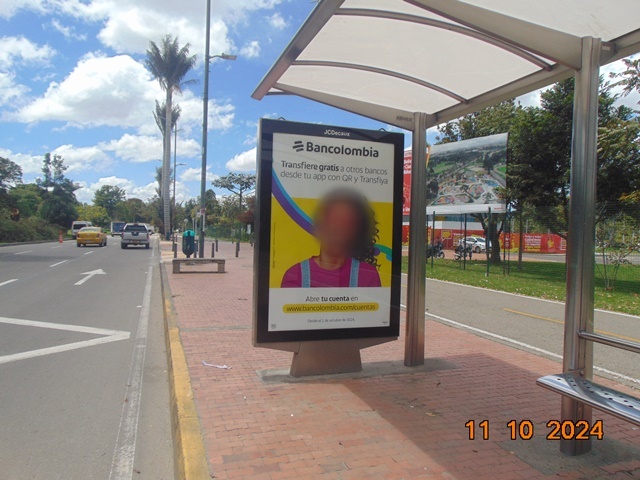 JCDecaux
Bancolombia
Transfiere gratis a otros bancos
desde tu app con QR y Transfiya
Abre tu cuenta en
www.bancolombia.com/cuentas
11 10 2024